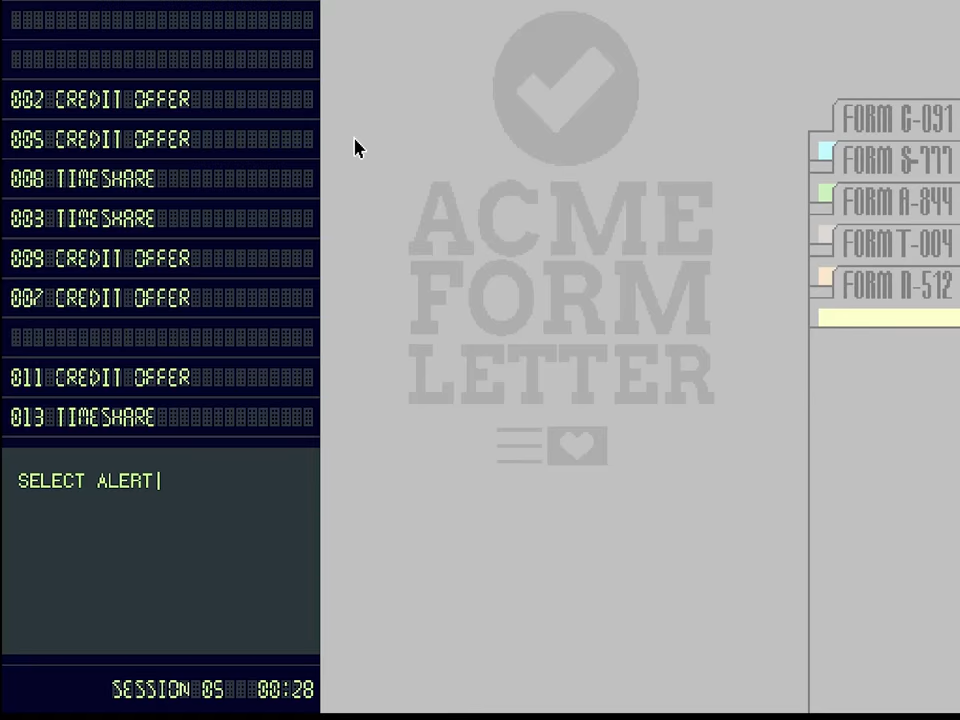 002 CREDIT OFFER
005 CREDIT OFFER
008 TIMESHARE
003 TIMESHARE
009 CREDIT OFFER
007 CREDIT OFFER
011 CREDIT OFFER
013 TIMESHARE
SELECT ALERT
SESSION 05 00:28
ACME
FORM
LETTER
FORM C-091
FORM S-777
FORM A-844
FORM T-004
FORM N-512